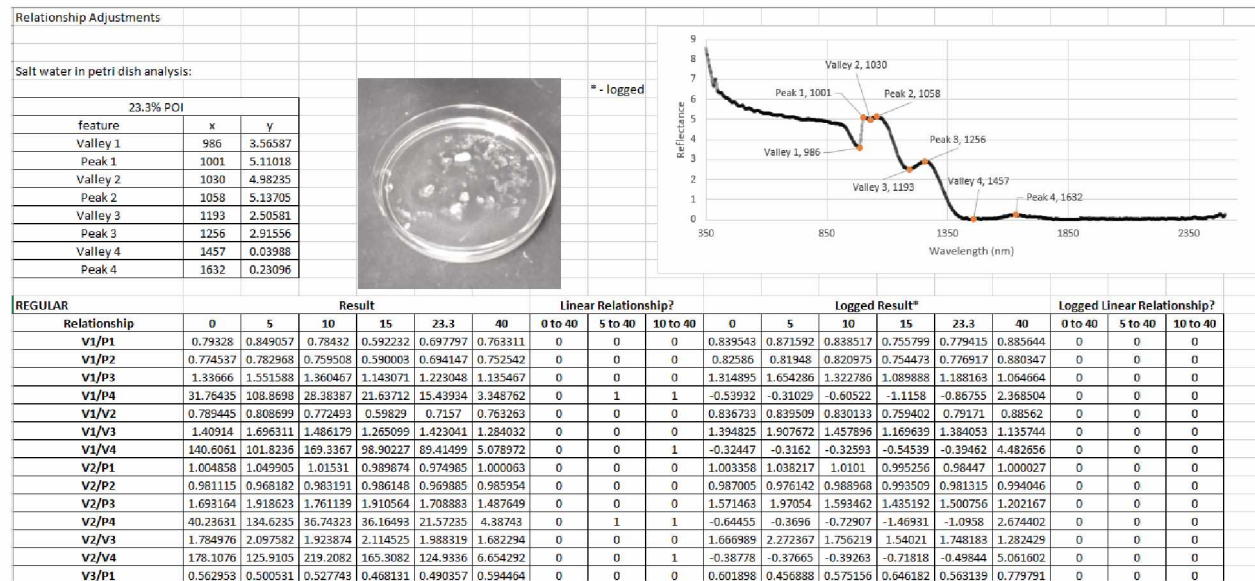 Relationship Adjustments
Salt water in petri dish analysis:
* - logged
23.3% POI
feature x y
Valley 1 986 3.56587
Peak 1 1001 5.11018
Valley 2 1030 4.98235
Peak 2 1058 5.13705
Valley 3 1193 2.50581
Peak 3 1256 2.91556
Valley 4 1457 0.03988
Peak 4 1632 0.23096
9
8
7
6
5
4
3
2
1
0
Reflectance
Valley 2, 1030
Peak 1, 1001
Peak 2, 1058
Peak 3, 1256
Valley 1, 986
Valley 3, 1193
Valley 4, 1457
Peak 4, 1632
350 850 1350 1850 2350
Wavelength (nm)
REGULAR Result Linear Relationship? Logged Result* Logged Linear Relationship?
Relationship 0 5 10 15 23.3 40 0 to 40 5 to 40 10 to 40 0 5 10 15 23.3 40 0 to 40 5 to 40 10 to 40
V1/P1 0.79328 0.849057 0.78432 0.592232 0.697797 0.763311 0 0 0 0.839543 0.871592 0.838517 0.755799 0.779415 0.885644 0 0 0
V1/P2 0.774537 0.782968 0.759508 0.590003 0.694147 0.752542 0 0 0 0.82586 0.81948 0.820975 0.754473 0.776917 0.880347 0 0 0
V1/P3 1.33666 1.551588 1.360467 1.143071 1.223048 1.135467 0 0 0 1.314895 1.654286 1.322786 1.089888 1.188163 1.064664 0 0 0
V1/P4 31.76435 108.8698 28.38387 21.63712 15.43934 3.348762 0 1 1 -0.53932 -0.31029 -0.60522 -1.1158 -0.86755 2.368504 0 0 0
V1/V2 0.789445 0.808699 0.772493 0.59829 0.7157 0.763263 0 0 0 0.836733 0.839509 0.830133 0.759402 0.79171 0.88562 0 0 0
V1/V3 1.40914 1.696311 1.486179 1.265099 1.423041 1.284032 0 0 0 1.394825 1.907672 1.457896 1.169639 1.384053 1.135744 0 0 0
V1/V4 140.6061 101.8236 169.3367 98.90227 89.41499 5.078972 0 0 1 -0.32447 -0.3162 -0.32593 -0.54539 -0.39462 4.482656 0 0 0
V2/P1 1.004858 1.049905 1.01531 0.989874 0.974985 1.000063 0 0 0 1.003358 1.038217 1.0101 0.995256 0.98447 1.000027 0 0 0
V2/P2 0.981115 0.968182 0.983191 0.986148 0.969885 0.985954 0 0 0 0.987005 0.976142 0.988968 0.993509 0.981315 0.994046 0 0 0
V2/P3 1.693164 1.918623 1.761139 1.910564 1.708883 1.487649 0 0 0 1.571463 1.97054 1.593462 1.435192 1.500756 1.202167 0 0 0
V2/P4 40.23631 134.6235 36.74323 36.16493 21.57235 4.38743 0 1 1 -0.64455 -0.3696 -0.72907 -1.46931 -1.0958 2.674402 0 0 0
V2/V3 1.784976 2.097582 1.923874 2.114525 1.988319 1.682294 0 0 0 1.666989 2.272367 1.756219 1.54021 1.748183 1.282429 0 0 0
V2/V4 178.1076 125.9105 219.2082 165.3082 124.9336 6.654292 0 0 1 -0.38778 -0.37665 -0.39263 -0.71818 -0.49844 5.061602 0 0 0
V3/P1 0.562953 0.500531 0.527743 0.468131 0.490357 0.594464 0 0 0 0.601898 0.456888 0.575156 0.646182 0.563139 0.779791 0 0 0